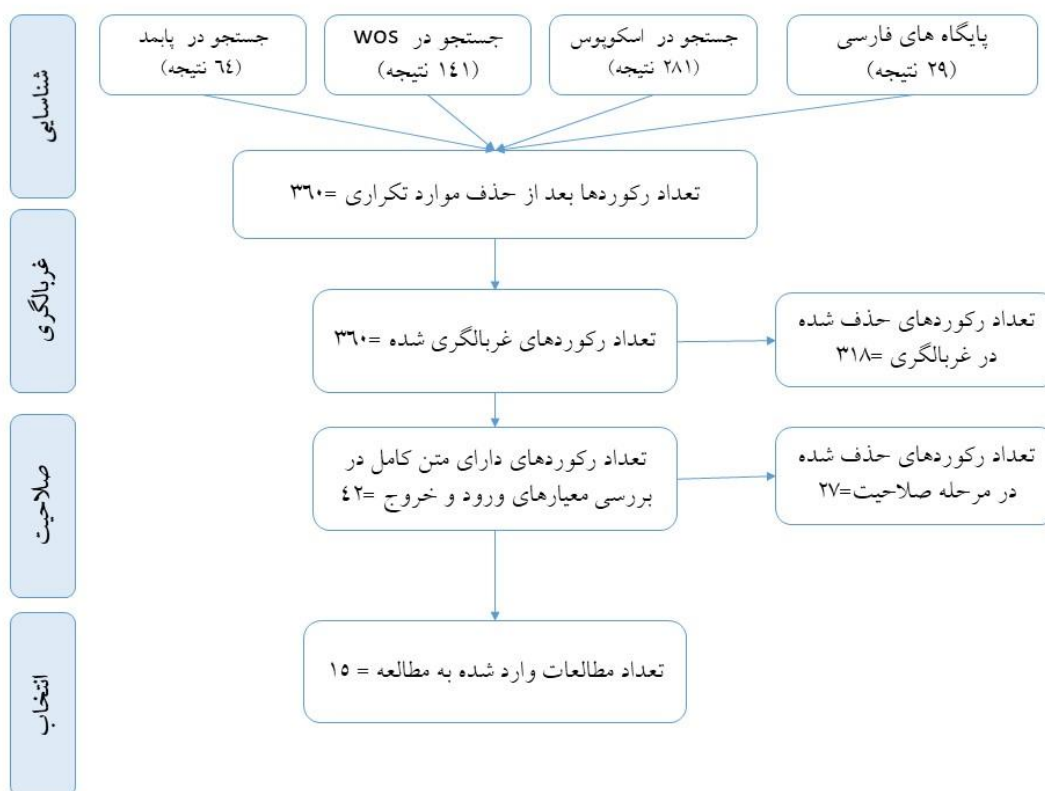 شناسایی
پایگاه های فارسی
(۲۹ نتیجه)
جستجو در اسکوپوس
(۲۸۱ نتیجه)
جستجو در wos
(۱٤۱ نتیجه)
جستجو در پابمد
(٦٤ نتیجه)
تعداد رکوردها بعد از حذف موارد تکراری =۳٦۰
غربالگری
تعداد رکوردهای غربالگری شده =۳٦۰
تعداد رکوردهای حذف شده
در غربالگری =۳۱۸
صلاحیت
تعداد رکوردهای دارای متن کامل در
بررسی معیارهای ورود و خروج =٤۲
تعداد رکوردهای حذف شده
در مرحله صلاحیت=۲۷
انتخاب
تعداد مطالعات وارد شده به مطالعه = ۱۵